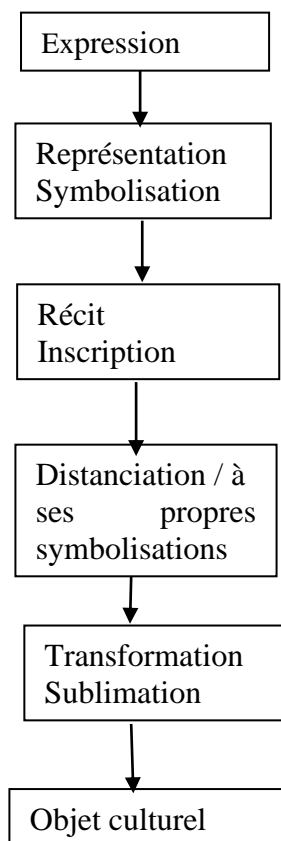 Expression
Représentation
Symbolisation
Récit
Inscription
Distanciation / à
ses propres
symbolisations
Transformation
Sublimation
Objet culturel